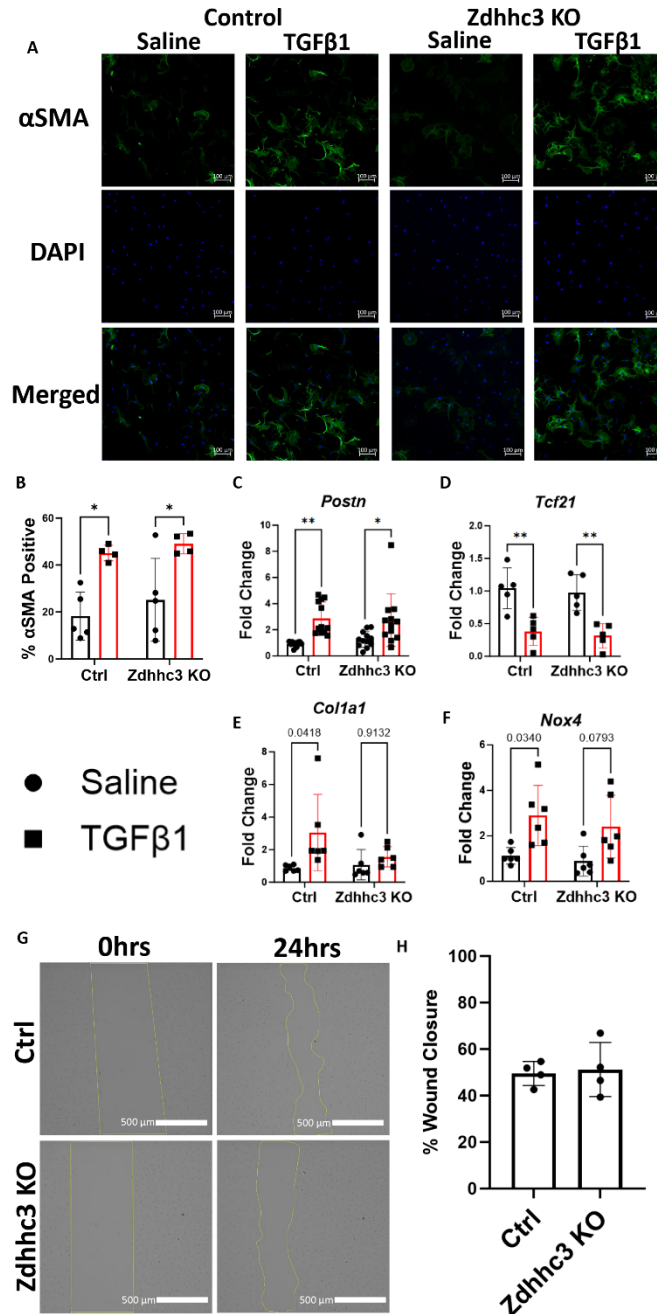 Control Zdhhc3 KO
A Saline TGFβ1 Saline TGFβ1
αSMA
100 μm 100 μm 100 μm 100 μm
DAPI
100 μm 100 μm 100 μm 100 μm
Merged
100 μm 100 μm 100 μm 100 μm
B
% αSMA Positive
60
40
20
0
* *
Ctrl Zdhhc3 KO
C
Postn
Fold Change
10
8
6
4
2
0
** *
Ctrl Zdhhc3 KO
D
Tcf21
Fold Change
2.0
1.5
1.0
0.5
0.0
** **
Ctrl Zdhhc3 KO
Saline
TGFβ1
E
Col1a1
Fold Change
8
6
4
2
0
0.0418 0.9132
Ctrl Zdhhc3 KO
F
Nox4
Fold Change
6
4
2
0
0.0340 0.0793
Ctrl Zdhhc3 KO
G
0hrs 24hrs
Ctrl
500 μm 500 μm
Zdhhc3 KO
500 μm 500 μm
H
% Wound Closure
100
80
60
40
20
0
Ctrl
Zdhhc3 KO